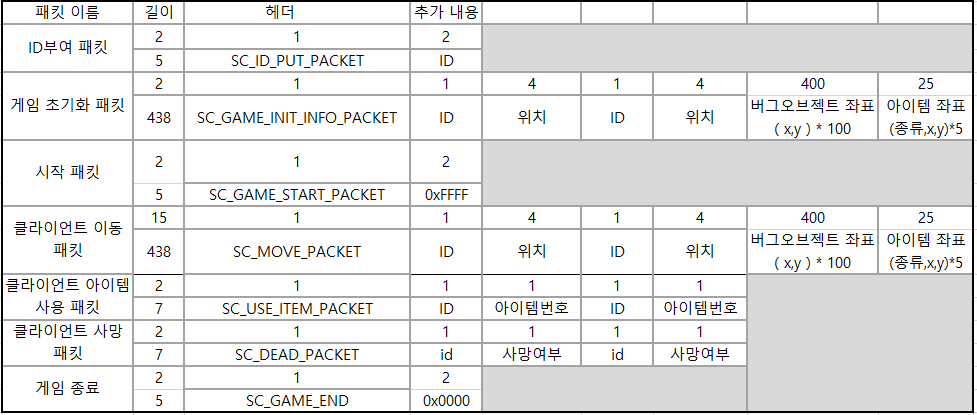 패킷 이름 길이 헤더 추가 내용
ID부여 패킷
2 1 2
5 SC_ID_PUT_PACKET ID
게임 초기화 패킷
2 1 1 4 1 4 400 25
438 SC_GAME_INIT_INFO_PACKET ID 위치 ID 위치 버그오브젝트 좌표 아이템 좌표
( x,y ) * 100 (종류,x,y)*5
시작 패킷
2 1 2
5 SC_GAME_START_PACKET 0xFFFF
클라이언트 이동
패킷
15 1 1 4 1 4 400 25
438 SC_MOVE_PACKET ID 위치 ID 위치 버그오브젝트 좌표 아이템 좌표
( x,y ) * 100 (종류,x,y)*5
클라이언트 아이템
사용 패킷
2 1 1 1 1 1
7 SC_USE_ITEM_PACKET ID 아이템번호 ID 아이템번호
클라이언트 사망
패킷
2 1 1 1 1 1
7 SC_DEAD_PACKET id 사망여부 id 사망여부
게임 종료
2 1 2
5 SC_GAME_END 0x0000